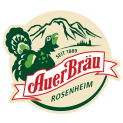 SEIT 1889
AuerBräu
ROSENHEIM